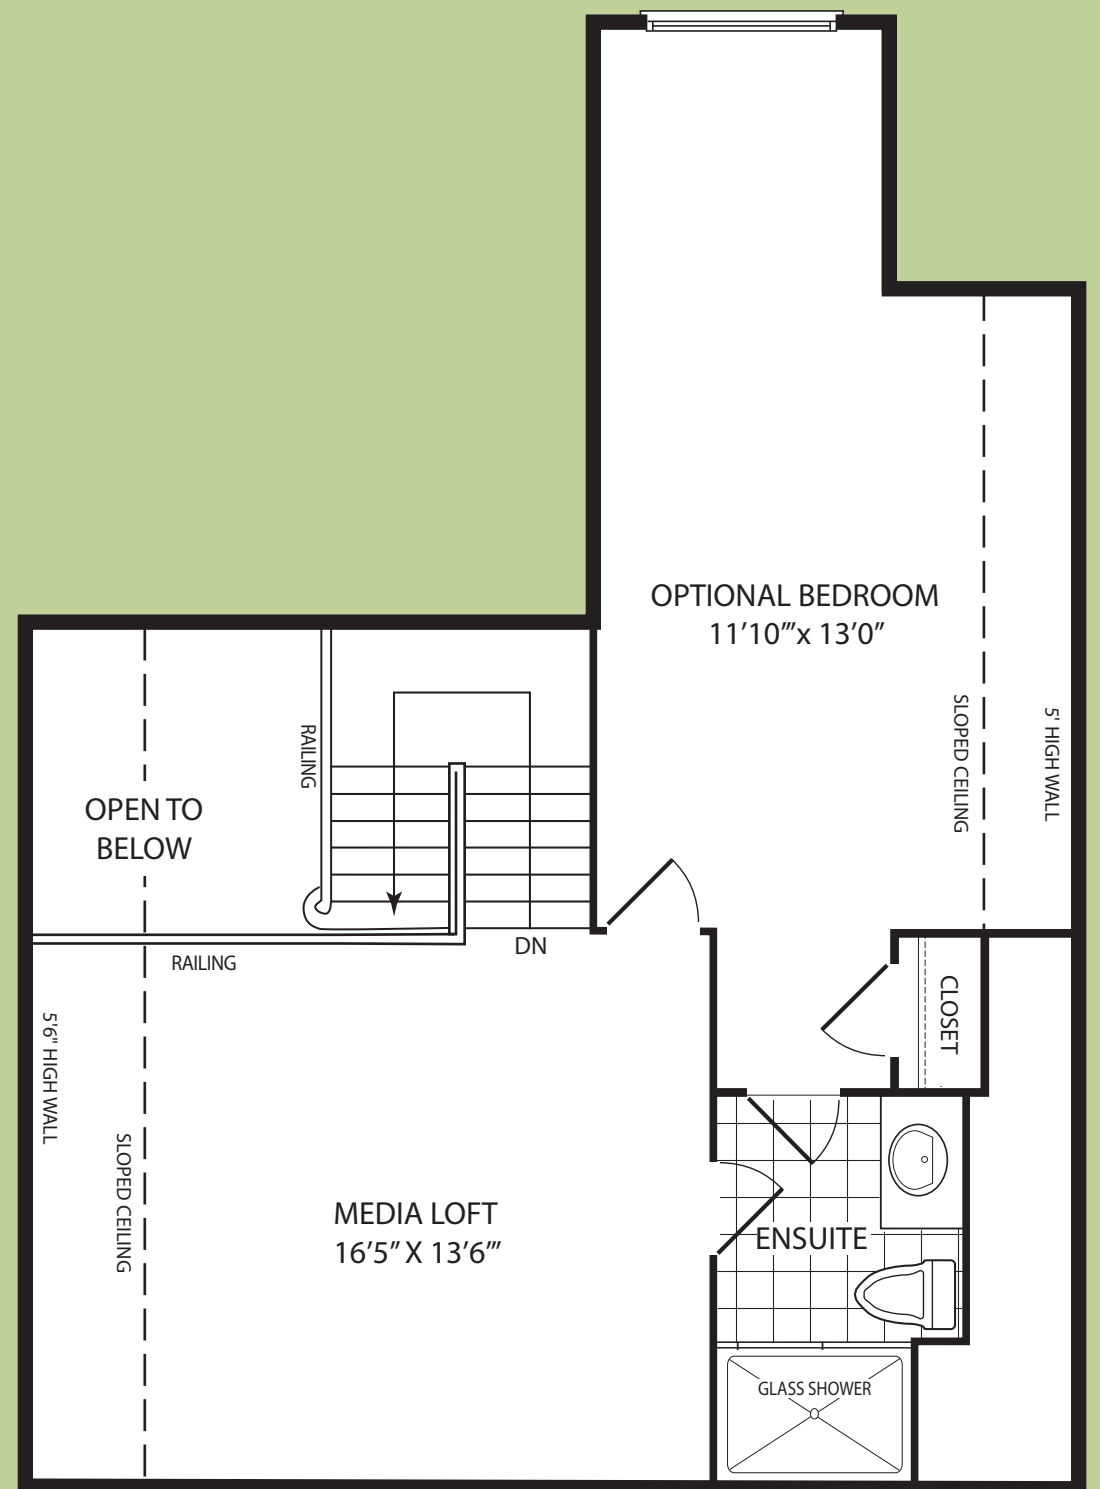 OPTIONAL BEDROOM
11'10'"x 13'0"
SLOPED CEILING
5' HIGH WALL
RAILING
OPEN TO
BELOW
DN
RAILING
CLOSET
5'6" HIGH WALL
SLOPED CEILING
MEDIA LOFT
16'5" X 13'6'"
ENSUITE
GLASS SHOWER